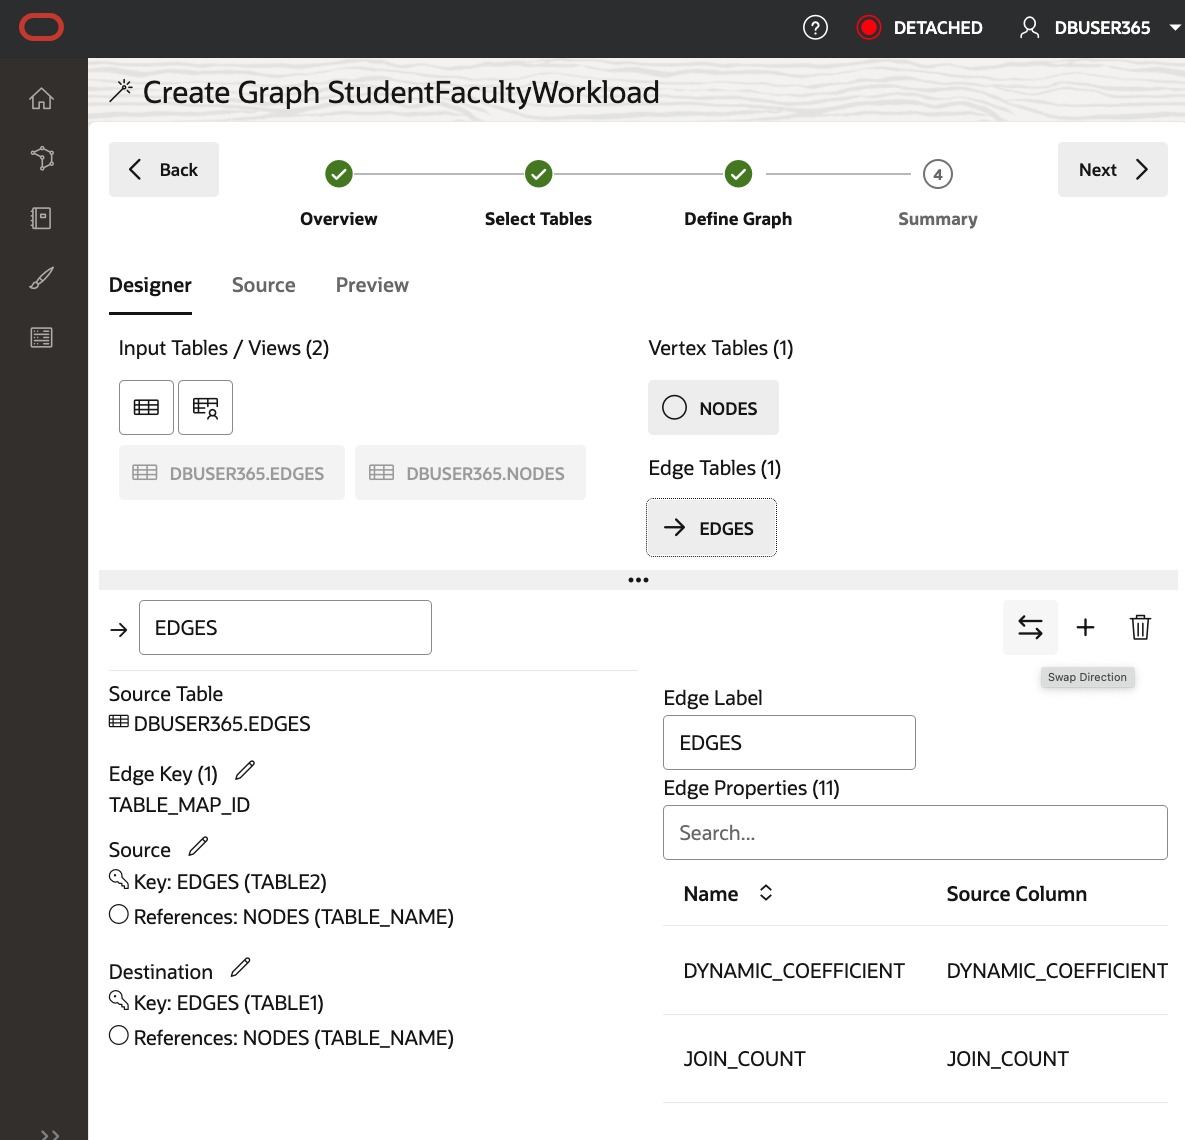 ? DETACHED DBUSER365
Create Graph StudentFacultyWorkload
Back Next
4
Overview Select Tables Define Graph Summary
Designer Source Preview
Input Tables / Views (2)
DBUSER365.EDGES DBUSER365.NODES
Vertex Tables (1)
NODES
Edge Tables (1)
EDGES
EDGES
Swap Direction
Source Table
DBUSER365.EDGES
Edge Key (1)
TABLE_MAP_ID
Source
Key: EDGES (TABLE2)
References: NODES (TABLE_NAME)
Destination
Key: EDGES (TABLE1)
References: NODES (TABLE_NAME)
Edge Label
EDGES
Edge Properties (11)
Search...
Name Source Column
DYNAMIC_COEFFICIENT DYNAMIC_COEFFICIENT
JOIN_COUNT JOIN_COUNT